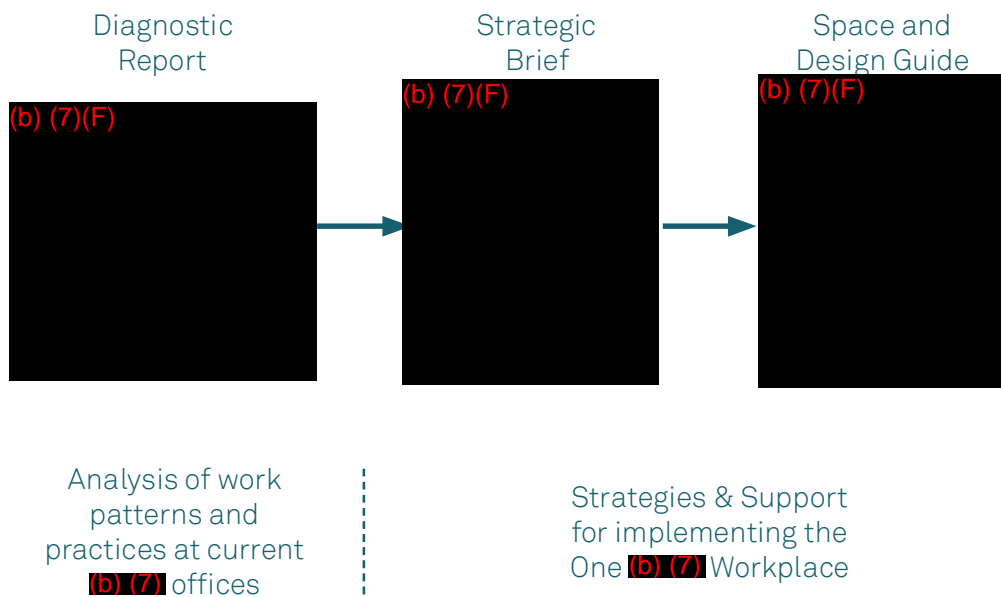 Diagnostic
Report
Strategic
Brief
Space and
Design Guide
(b) (7)(F)
(b) (7)(F)
(b) (7)(F)
Analysis of work
patterns and
practices at current
(b) (7) offices
Strategies & Support
for implementing the
One (b) (7) Workplace